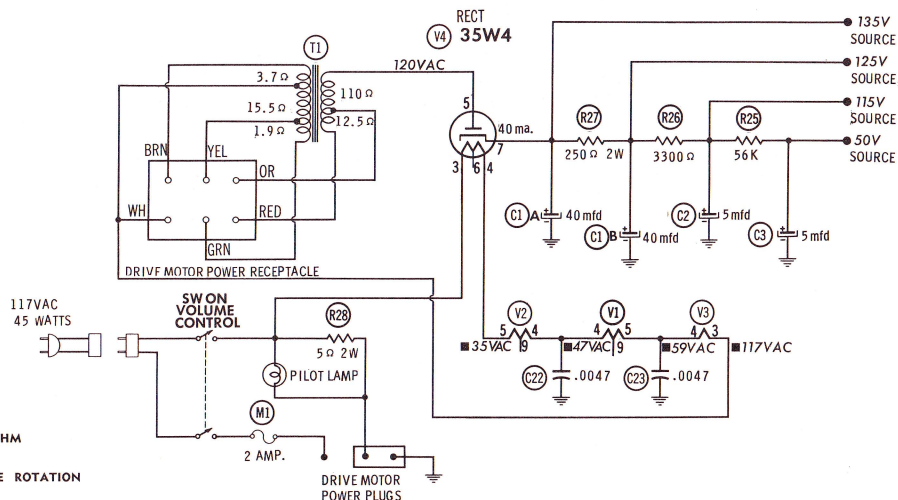 RECT
V4 35W4
T1
120VAC
135V
SOURCE
125V
SOURCE
115V
SOURCE
50V
SOURCE
3.7Ω
15.5Ω
1.9Ω
110Ω
12.5Ω
5
40 ma.
7
3 6 4
R27
250Ω 2W
R26
3300Ω
R25
56K
BRN
YEL
OR
WH
RED
GRN
DRIVE MOTOR POWER RECEPTACLE
C1 A + 40 mfd
C1 B + 40 mfd
C2 + 5 mfd
C3 + 5 mfd
117VAC
45 WATTS
SW ON
VOLUME
CONTROL
R28
5Ω 2W
PILOT LAMP
M1
2 AMP.
DRIVE MOTOR
POWER PLUGS
V2
5 4
9
V1
4 5
9
V3
4 3
35VAC
47VAC
59VAC
117VAC
C22 .0047
C23 .0047
HM
E ROTATION